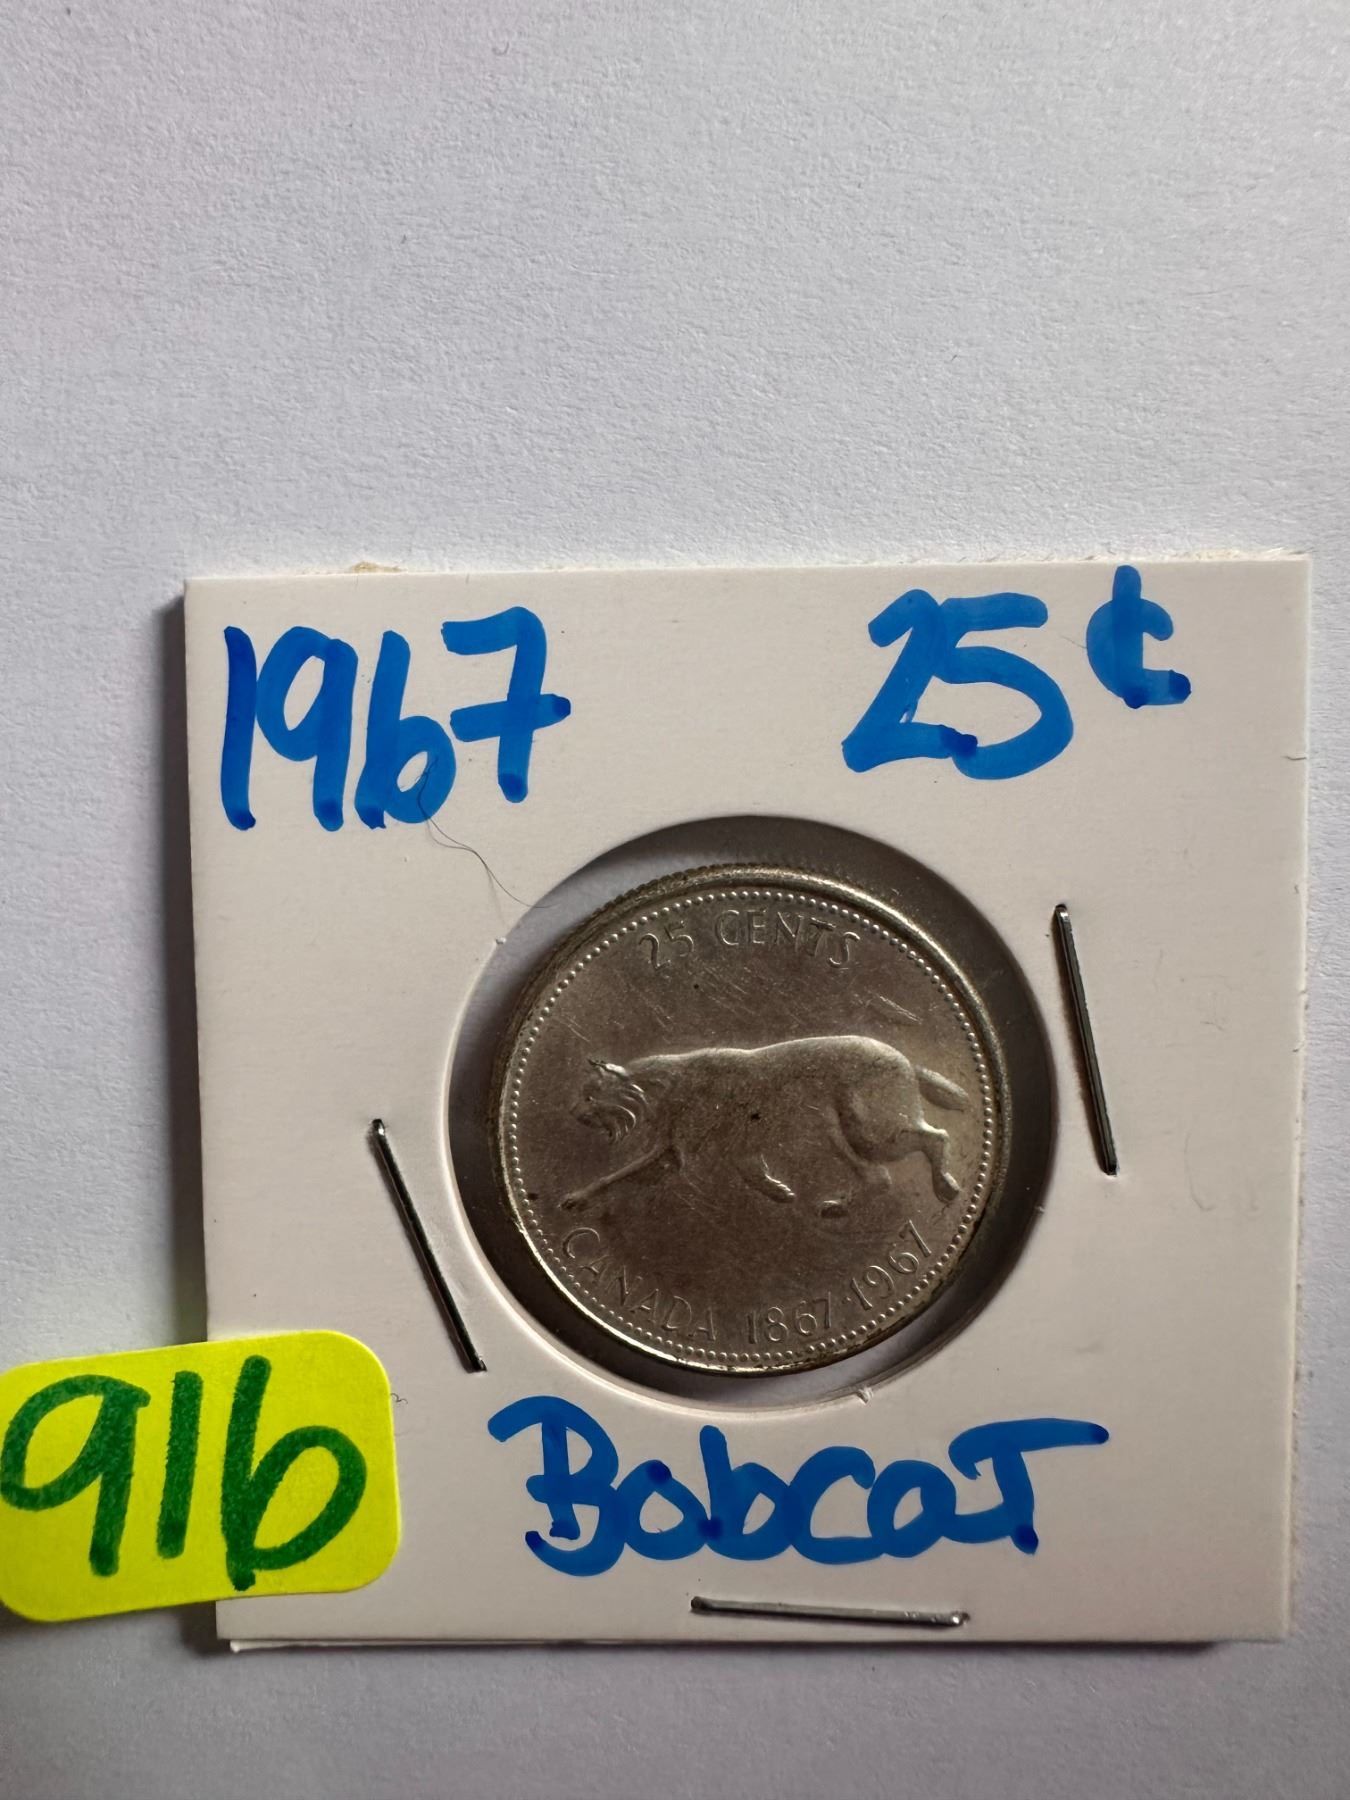 1967 25¢
25 CENTS
CANADA 1867·1967
BobcaT
916